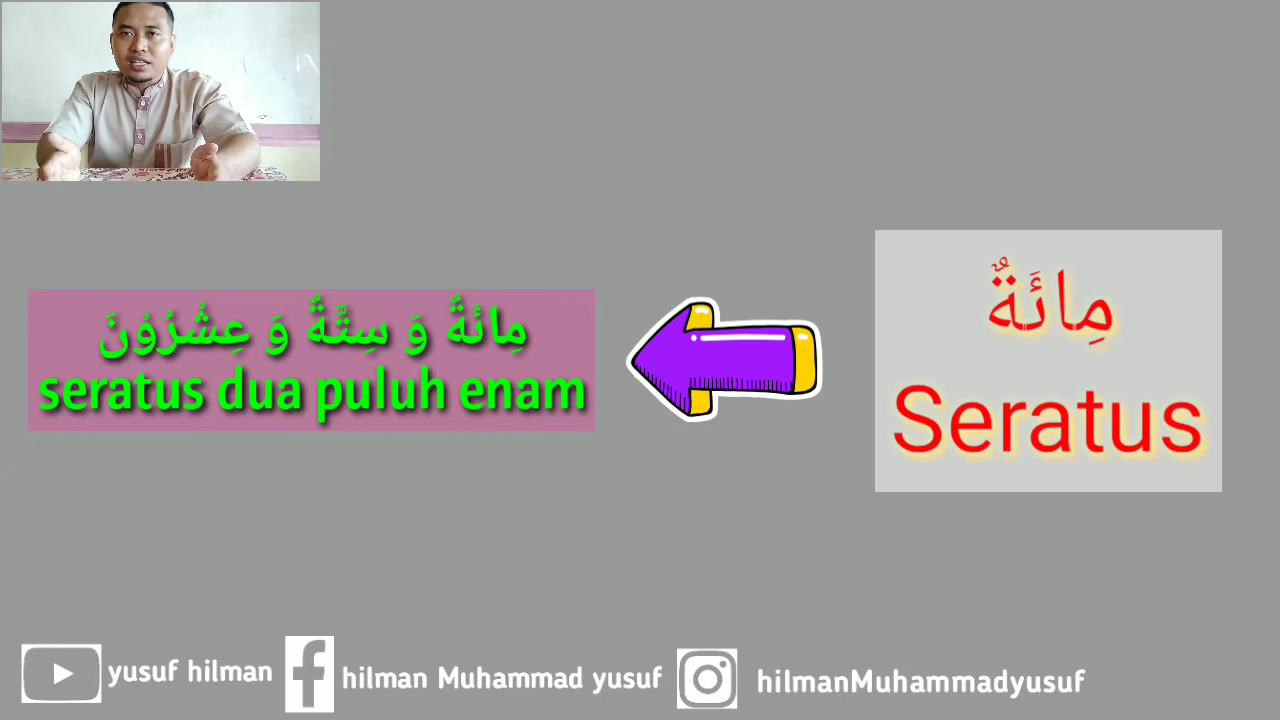 مِائَةٌ وَ سِتَّةٌ وَ عِشْرُوْنَ
seratus dua puluh enam
مِائَةٌ
Seratus
yusuf hilman
hilman Muhammad yusuf
hilmanMuhammadyusuf